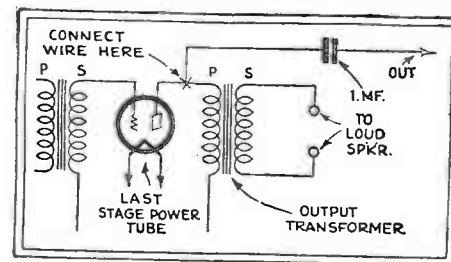 CONNECT
WIRE HERE
P
S
P
S
OUT
1.MF.
TO
LOUD
SPKR.
LAST
STAGE POWER
TUBE
OUTPUT
TRANSFORMER